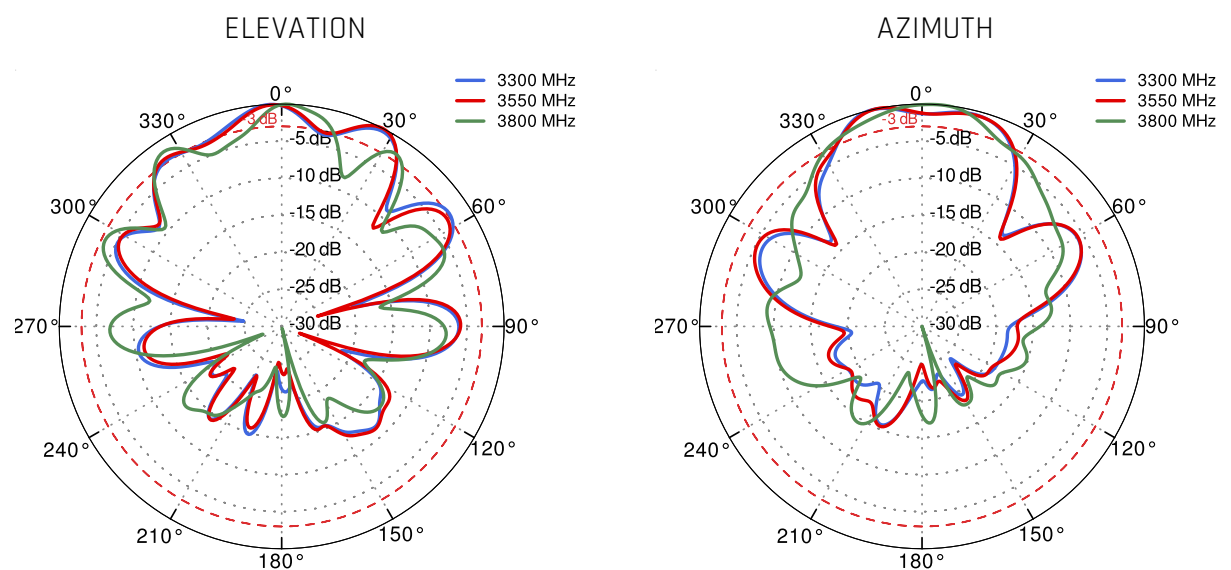 ELEVATION
3300 MHz
3550 MHz
3800 MHz
0°
30°
60°
90°
120°
150°
180°
210°
240°
270°
300°
330°
-3 dB
-5 dB
-10 dB
-15 dB
-20 dB
-25 dB
-30 dB
AZIMUTH
3300 MHz
3550 MHz
3800 MHz
0°
30°
60°
90°
120°
150°
180°
210°
240°
270°
300°
330°
-3 dB
-5 dB
-10 dB
-15 dB
-20 dB
-25 dB
-30 dB